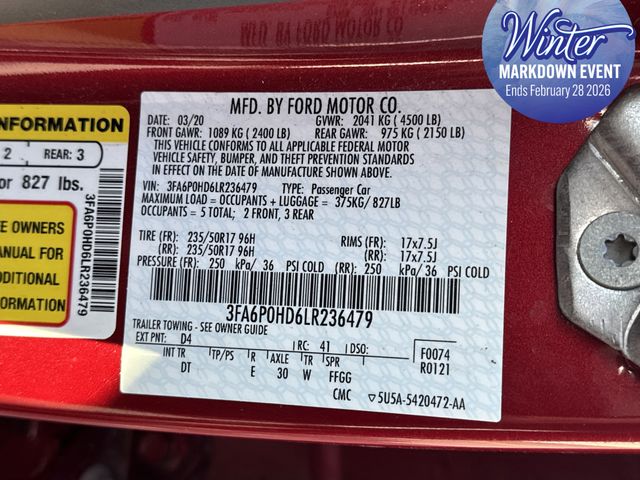 Winter
MARKDOWN EVENT
Ends February 28 2026
MFD. BY FORD MOTOR CO.
DATE: 03/20 GVWR: 2041 KG ( 4500 LB)
FRONT GAWR: 1089 KG ( 2400 LB) REAR GAWR: 975 KG ( 2150 LB)
THIS VEHICLE CONFORMS TO ALL APPLICABLE FEDERAL MOTOR
VEHICLE SAFETY, BUMPER, AND THEFT PREVENTION STANDARDS
IN EFFECT ON THE DATE OF MANUFACTURE SHOWN ABOVE.
VIN: 3FA6P0HD6LR236479 TYPE: Passenger Car
MAXIMUM LOAD = OCCUPANTS + LUGGAGE = 375KG/ 827LB
OCCUPANTS = 5 TOTAL; 2 FRONT, 3 REAR
TIRE (FR): 235/50R17 96H RIMS (FR): 17x7.5J
(RR): 235/50R17 96H (RR): 17x7.5J
PRESSURE (FR): 250 kPa/ 36 PSI COLD (RR) 250 kPa/ 36 PSI COLD
3FA6P0HD6LR236479
TRAILER TOWING - SEE OWNER GUIDE
EXT PNT: D4 RC: 41 DSO: F0074
INT TR TP/PS R AXLE TR SPR R0121
DT E 30 W FFGG
CMC 5U5A-5420472-AA
INFORMATION
2 REAR: 3
or 827 lbs.
E OWNERS
ANUAL FOR
DDITIONAL
FORMATION
3FA6P0HD6LR236479